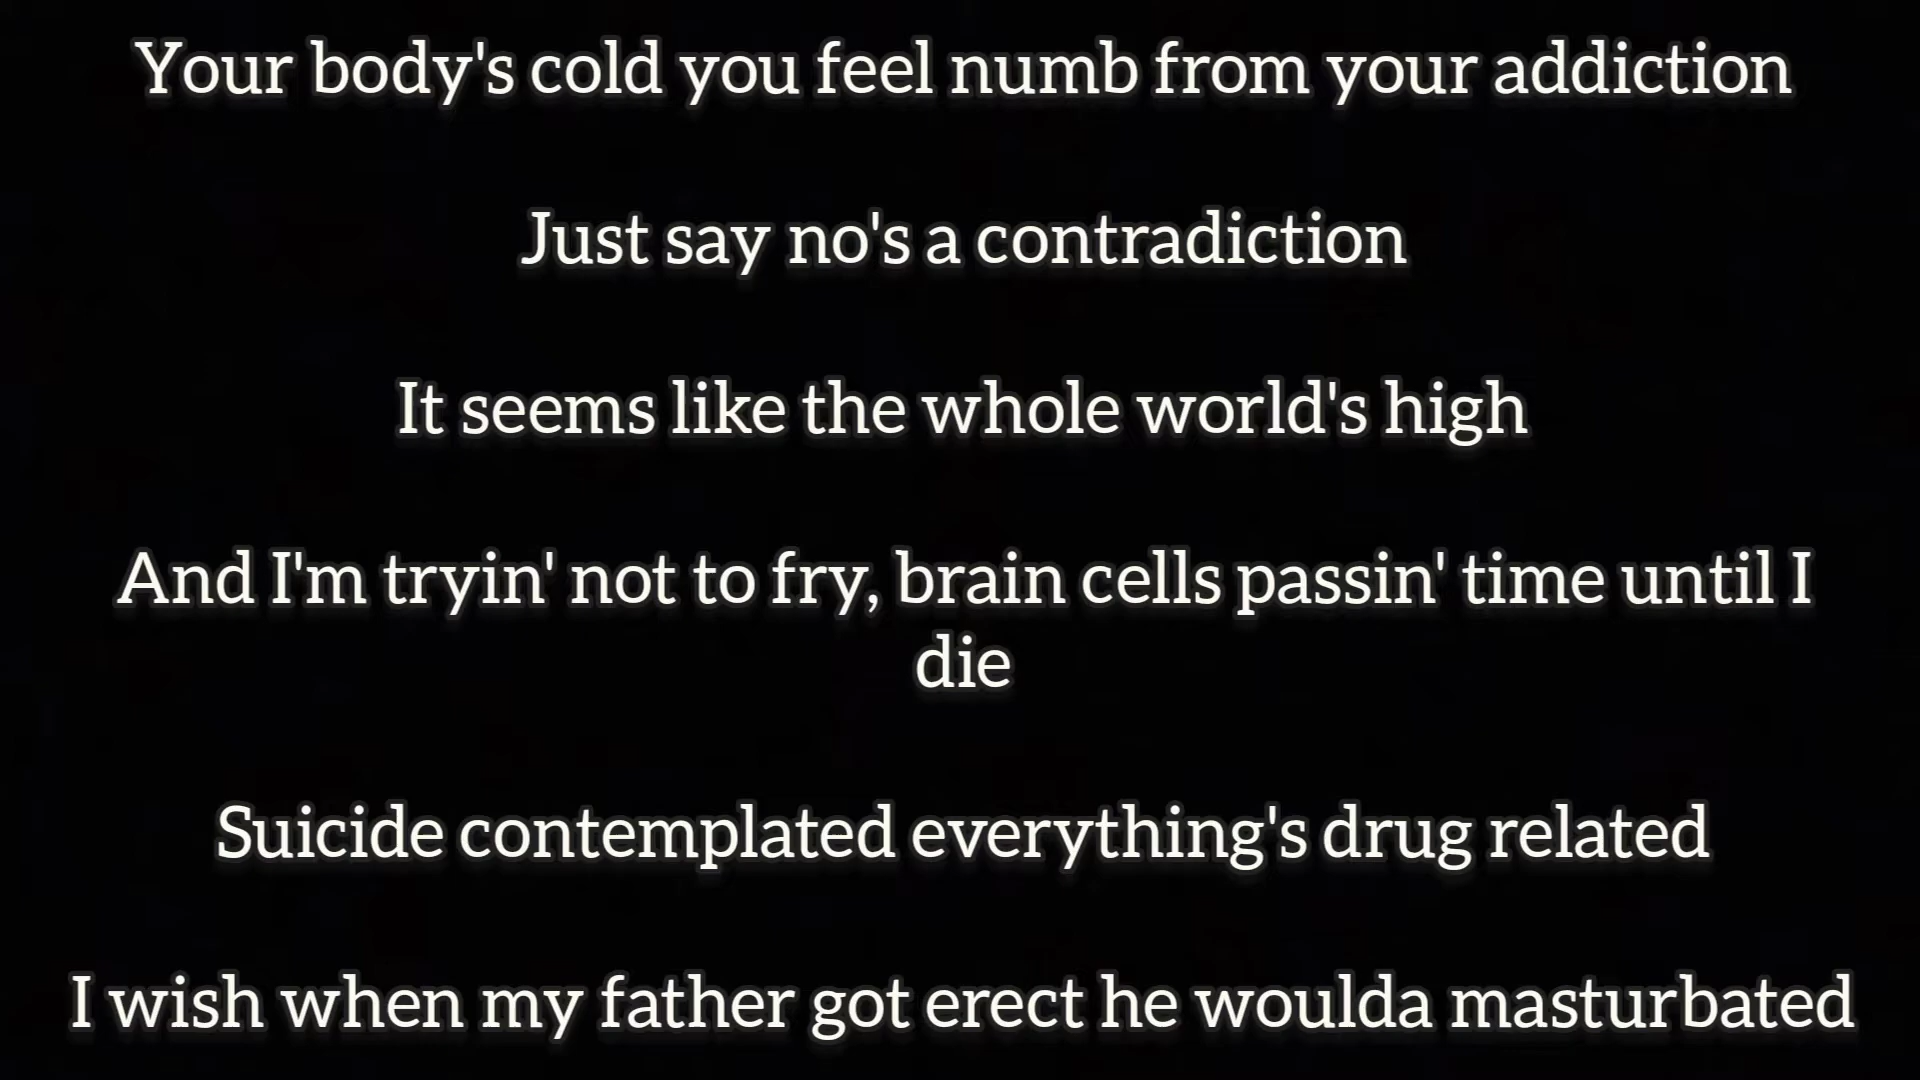 Your body's cold you feel numb from your addiction
Just say no's a contradiction
It seems like the whole world's high
And I'm tryin' not to fry, brain cells passin' time until I
die
Suicide contemplated everything's drug related
I wish when my father got erect he woulda masturbated